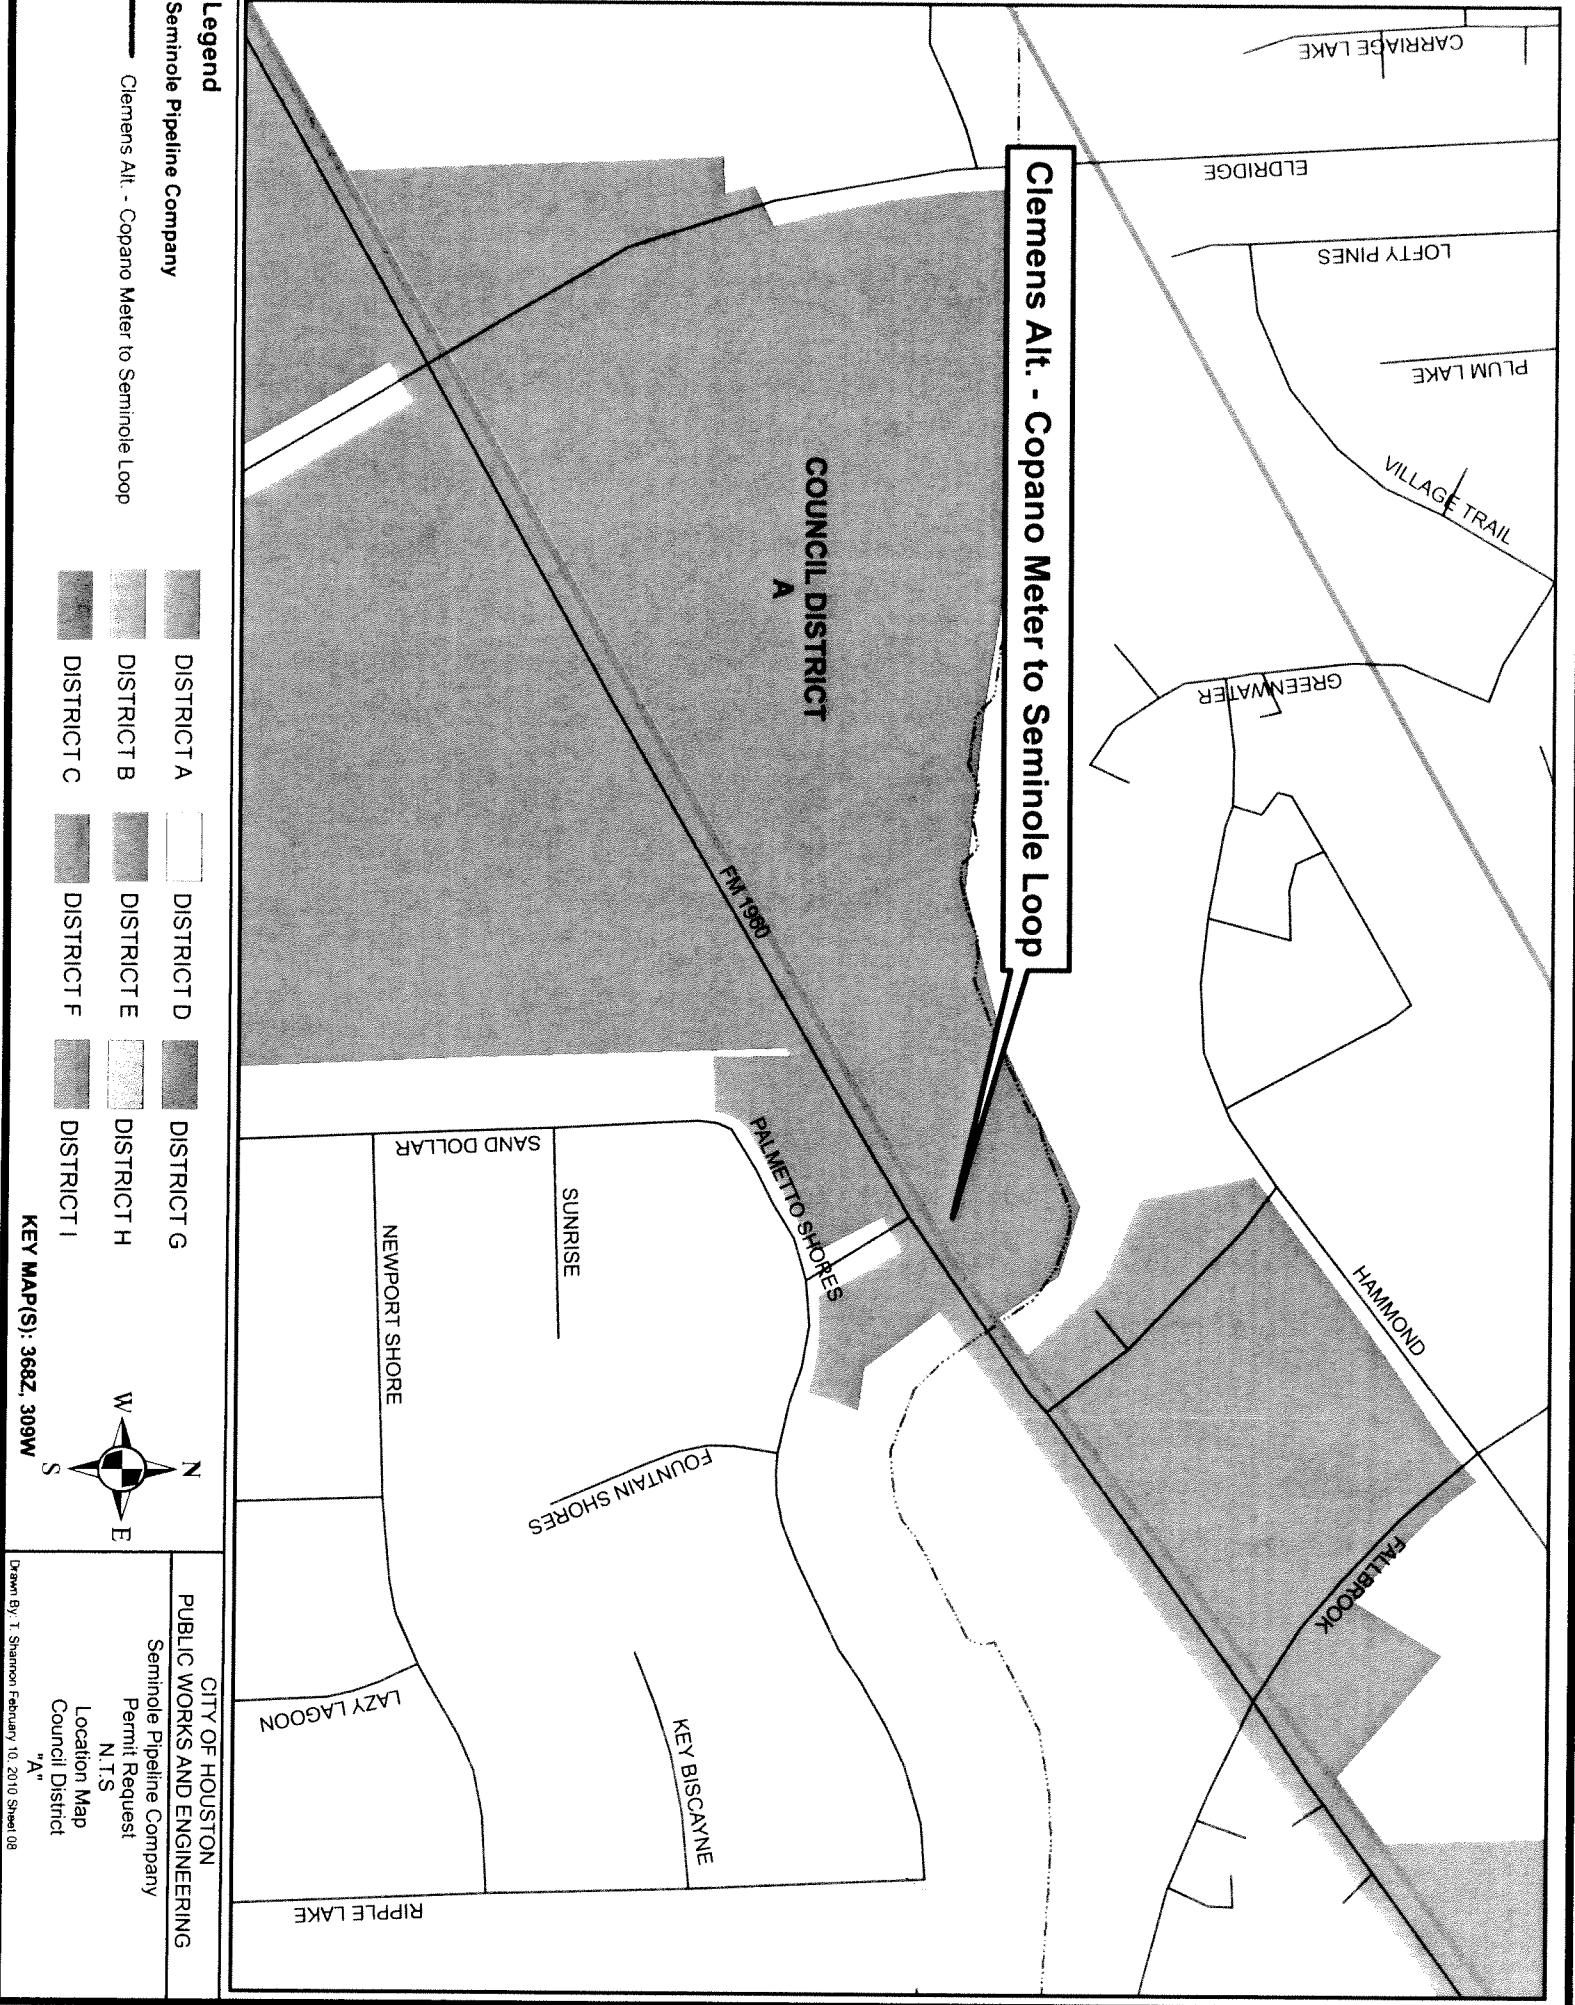 CARRIAGE LAKE
ELDRIDGE
LOFTY PINES
PLUM LAKE
VILLAGE TRAIL
GREENWATER
HAMMOND
FALLBROOK
Clemens Alt. - Copano Meter to Seminole Loop
COUNCIL DISTRICT
A
FM 1960
PALMETTO SHORES
SAND DOLLAR
SUNRISE
NEWPORT SHORE
FOUNTAIN SHORES
LAZY LAGOON
KEY BISCAYNE
RIPPLE LAKE
Legend
Seminole Pipeline Company
Clemens Alt. - Copano Meter to Seminole Loop
DISTRICT A
DISTRICT B
DISTRICT C
DISTRICT D
DISTRICT E
DISTRICT F
DISTRICT G
DISTRICT H
DISTRICT I
KEY MAP(S): 368Z, 309W
N
W
E
S
CITY OF HOUSTON
PUBLIC WORKS AND ENGINEERING
Seminole Pipeline Company
Permit Request
N.T.S
Location Map
Council District
"A"
Drawn By: T. Shannon February 10, 2010 Sheet 08